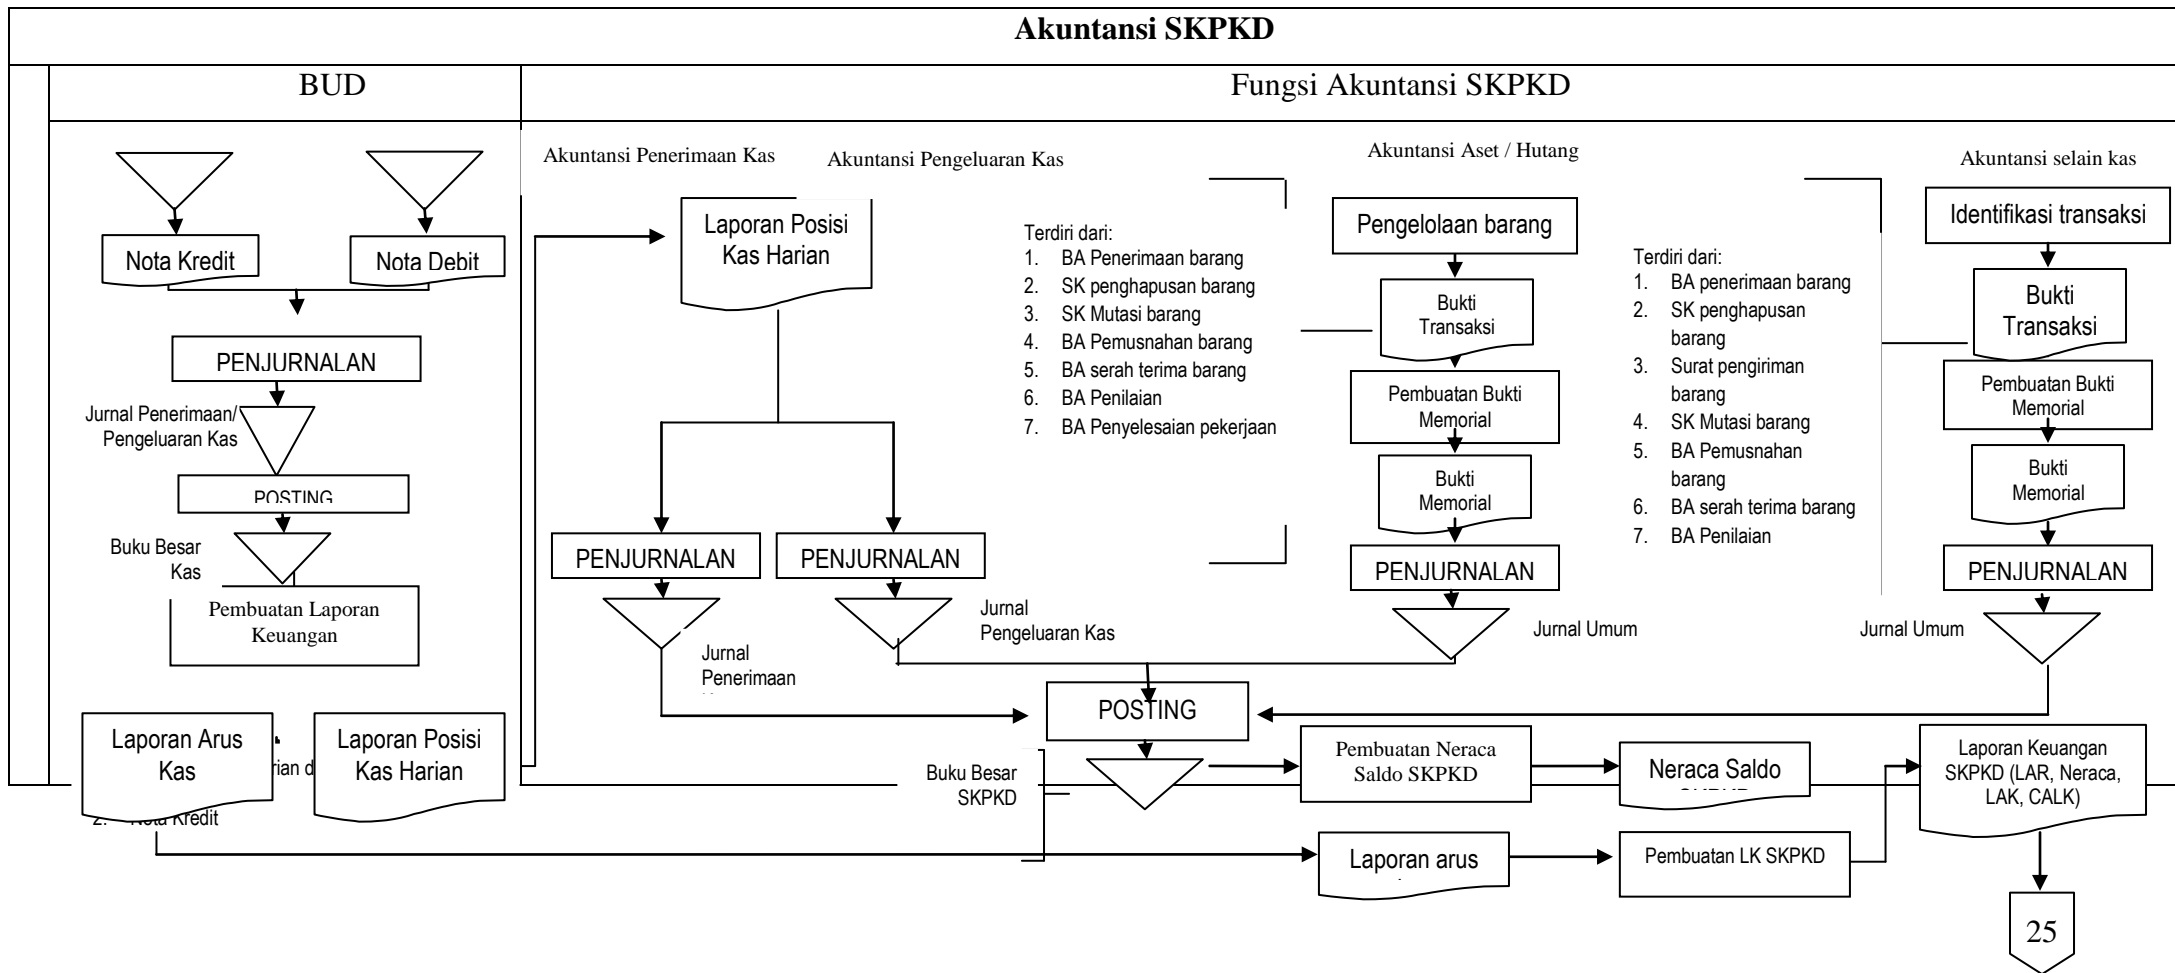 Akuntansi SKPKD
BUD
Fungsi Akuntansi SKPKD
Nota Kredit
Nota Debit
PENJURNALAN
Jurnal Penerimaan/
Pengeluaran Kas
POSTING
Buku Besar
Kas
Pembuatan Laporan
Keuangan
Laporan Arus
Kas
Laporan Posisi
Kas Harian
2. Nota Kredit
Akuntansi Penerimaan Kas
Akuntansi Pengeluaran Kas
Laporan Posisi
Kas Harian
PENJURNALAN
PENJURNALAN
Jurnal
Penerimaan
Jurnal
Pengeluaran Kas
Akuntansi Aset / Hutang
Terdiri dari:
1. BA Penerimaan barang
2. SK penghapusan barang
3. SK Mutasi barang
4. BA Pemusnahan barang
5. BA serah terima barang
6. BA Penilaian
7. BA Penyelesaian pekerjaan
Pengelolaan barang
Bukti
Transaksi
Pembuatan Bukti
Memorial
Bukti
Memorial
PENJURNALAN
Jurnal Umum
Akuntansi selain kas
Terdiri dari:
1. BA penerimaan barang
2. SK penghapusan
barang
3. Surat pengiriman
barang
4. SK Mutasi barang
5. BA Pemusnahan
barang
6. BA serah terima barang
7. BA Penilaian
Identifikasi transaksi
Bukti
Transaksi
Pembuatan Bukti
Memorial
Bukti
Memorial
PENJURNALAN
Jurnal Umum
POSTING
Buku Besar
SKPKD
Pembuatan Neraca
Saldo SKPKD
Neraca Saldo
Laporan Keuangan
SKPKD (LAR, Neraca,
LAK, CALK)
Laporan arus
Pembuatan LK SKPKD
25